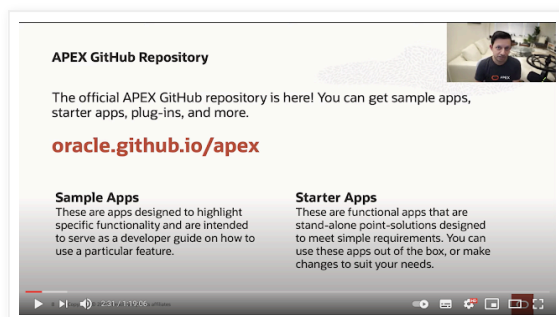 APEX GitHub Repository
The official APEX GitHub repository is here! You can get sample apps,
starter apps, plug-ins, and more.
oracle.github.io/apex
Sample Apps
These are apps designed to highlight
specific functionality and are intended
to serve as a developer guide on how to
use a particular feature.
Starter Apps
These are functional apps that are
stand-alone point-solutions designed
to meet simple requirements. You can
use these apps out of the box, or make
changes to suit your needs.
APEX
2:31 / 1:19:06